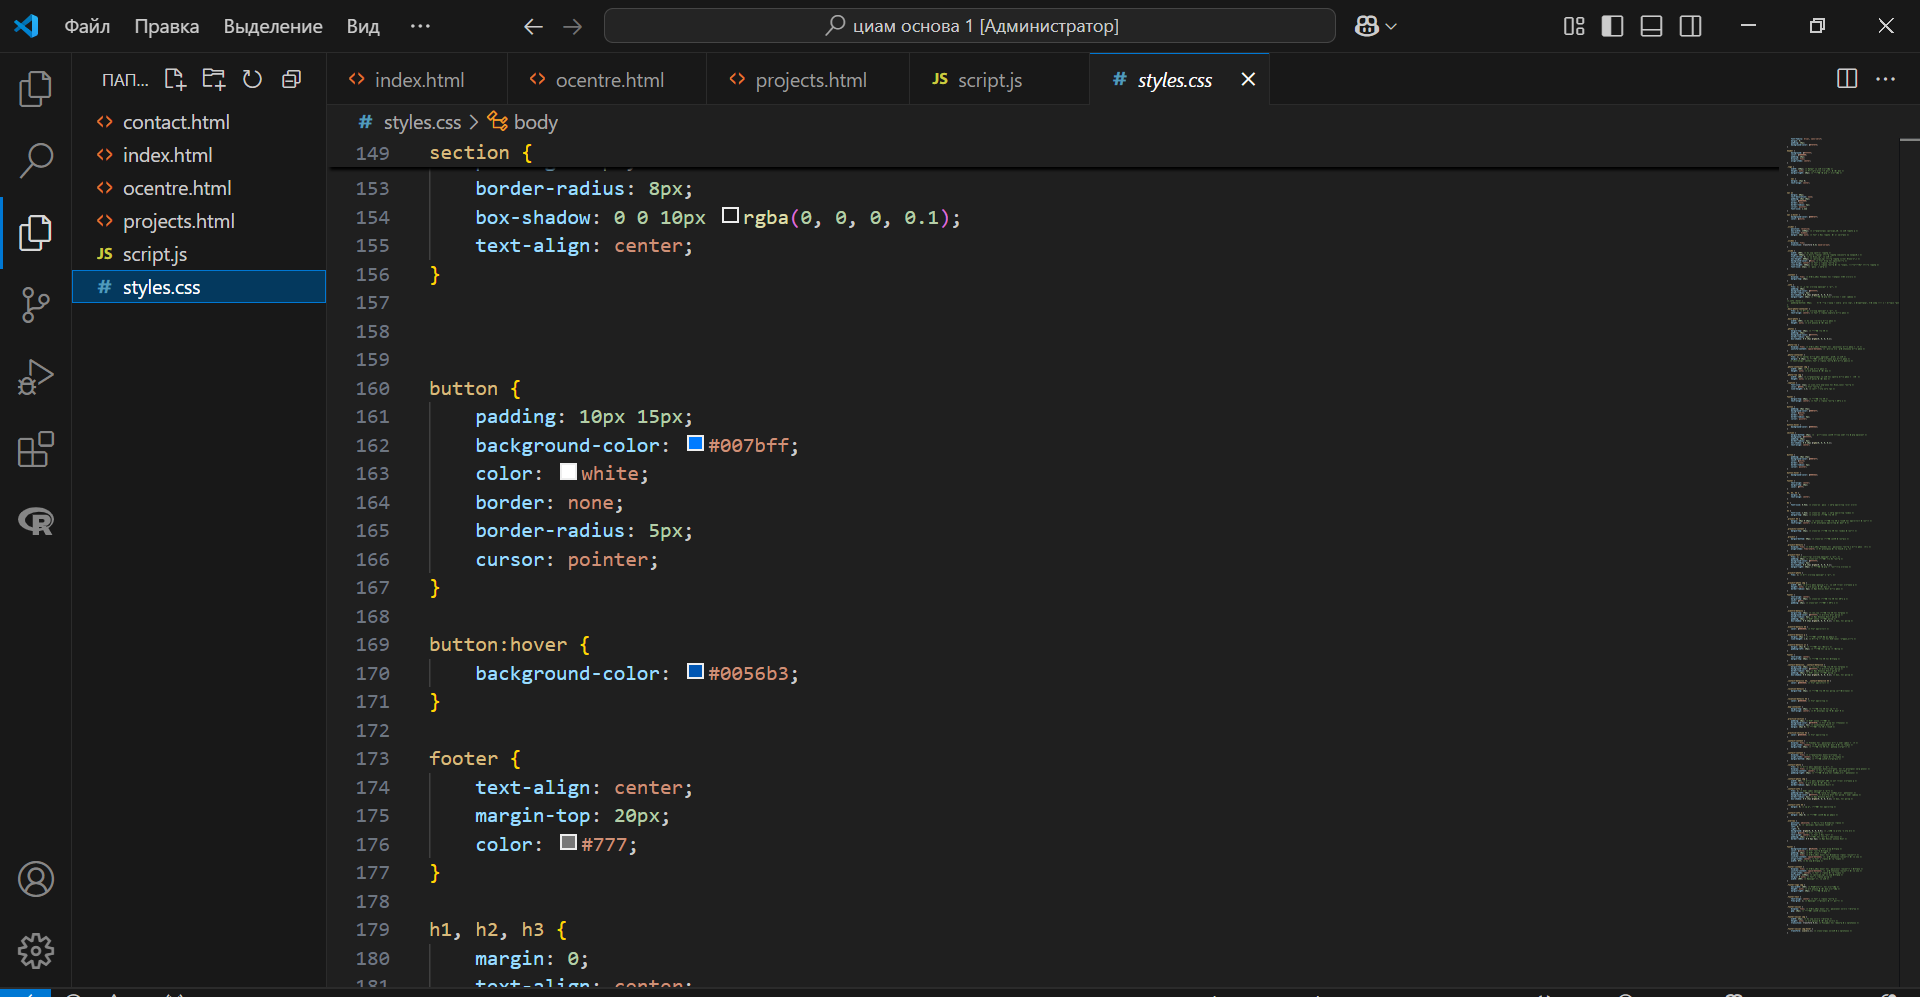 Файл Правка Выделение Вид ··· циам основа 1 [Администратор]
ПАП...
contact.html
index.html
ocentre.html
projects.html
JS script.js
# styles.css
index.html
ocentre.html
projects.html
JS script.js
# styles.css
# styles.css > body
149 section {
153 border-radius: 8px;
154 box-shadow: 0 0 10px rgba(0, 0, 0, 0.1);
155 text-align: center;
156 }
157
158
159
160 button {
161 padding: 10px 15px;
162 background-color: #007bff;
163 color: white;
164 border: none;
165 border-radius: 5px;
166 cursor: pointer;
167 }
168
169 button:hover {
170 background-color: #0056b3;
171 }
172
173 footer {
174 text-align: center;
175 margin-top: 20px;
176 color: #777;
177 }
178
179 h1, h2, h3 {
180 margin: 0;
181 text-align: center;